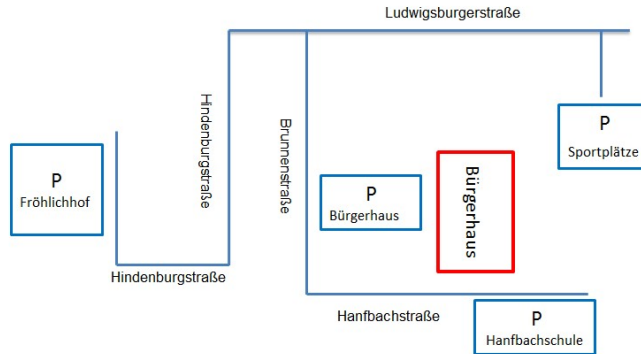 Ludwigsburgerstraße
Hindenburgstraße
Brunnenstraße
P
Sportplätze
P
Fröhlichhof
P
Bürgerhaus
Bürgerhaus
Hindenburgstraße
Hanfbachstraße
P
Hanfbachschule